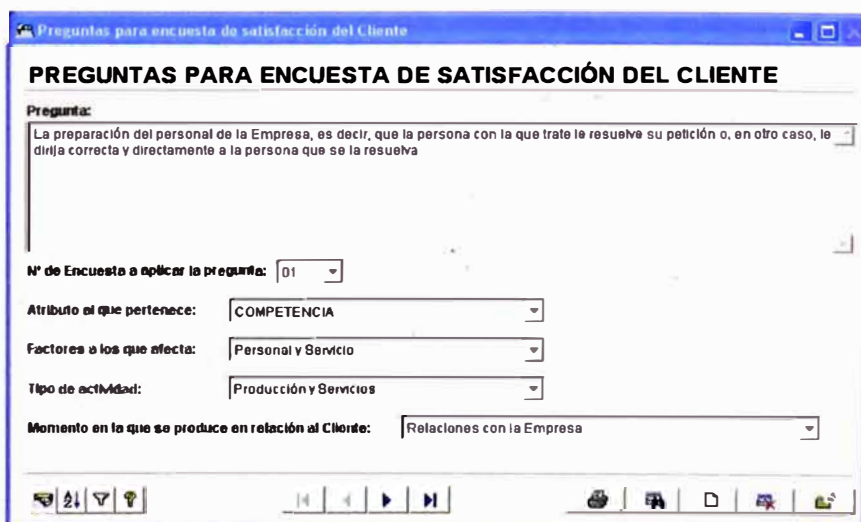 Preguntas para encuesta de satisfacción del Cliente
PREGUNTAS PARA ENCUESTA DE SATISFACCIÓN DEL CLIENTE
Pregunta:
La preparación del personal de la Empresa, es decir, que la persona con la que trate le resuelve su petición o, en otro caso, le
dirija correcta y directamente a la persona que se la resuelva
N° de Encuesta a aplicar la pregunta: 01
Atributo al que pertenece: COMPETENCIA
Factores a los que afecta: Personal y Servicio
Tipo de actividad: Producción y Servicios
Momento en la que se produce en relación al Cliente: Relaciones con la Empresa